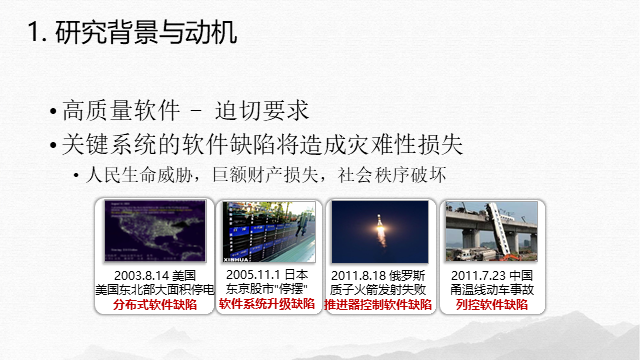 1. 研究背景与动机
• 高质量软件 – 迫切要求
• 关键系统的软件缺陷将造成灾难性损失
• 人民生命威胁，巨额财产损失，社会秩序破坏
XINHUA
2003.8.14 美国
美国东北部大面积停电
分布式软件缺陷
2005.11.1 日本
东京股市"停摆"
软件系统升级缺陷
2011.8.18 俄罗斯
质子火箭发射失败
推进器控制软件缺陷
2011.7.23 中国
甬温线动车事故
列控软件缺陷